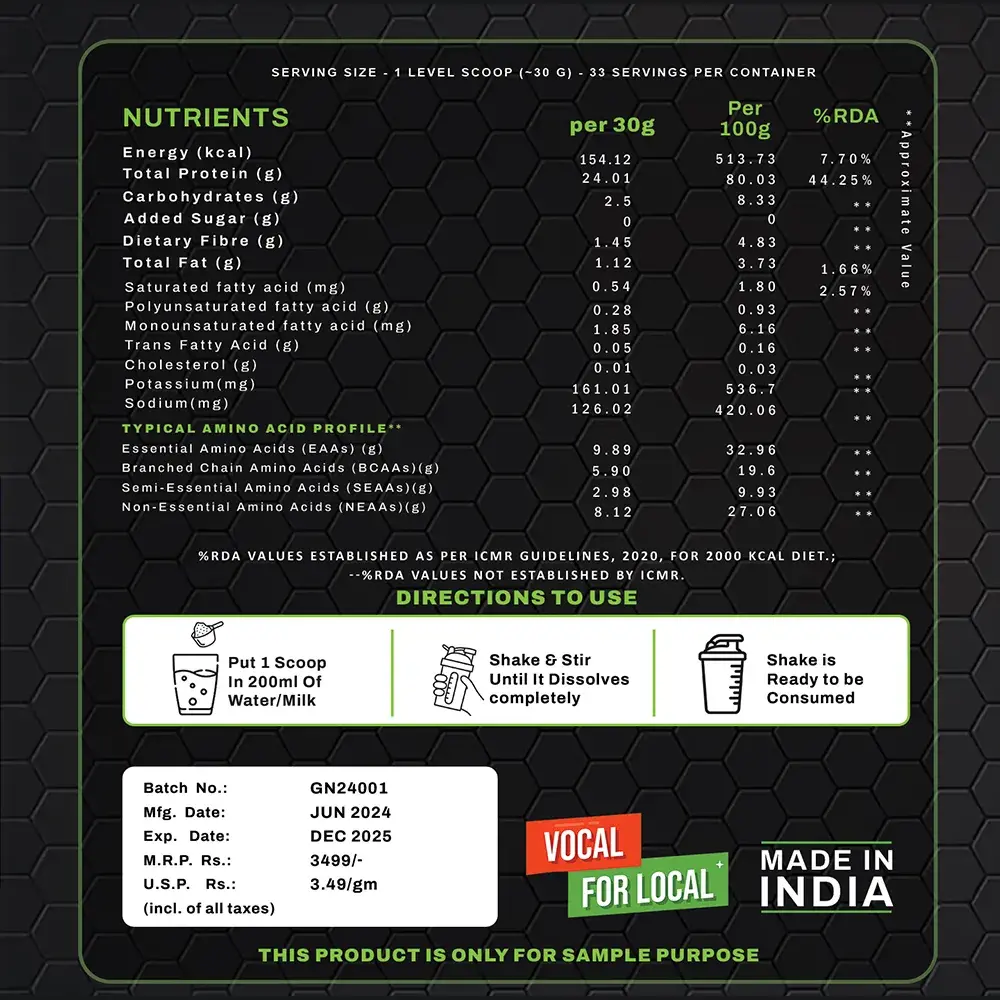 SERVING SIZE - 1 LEVEL SCOOP (~30 G) - 33 SERVINGS PER CONTAINER
NUTRIENTS per 30g Per 100g %RDA
**Approximate Value
Energy (kcal) 154.12 513.73 7.70%
Total Protein (g) 24.01 80.03 44.25%
Carbohydrates (g) 2.5 8.33 **
Added Sugar (g) 0 0 **
Dietary Fibre (g) 1.45 4.83 **
Total Fat (g) 1.12 3.73 1.66%
Saturated fatty acid (mg) 0.54 1.80 2.57%
Polyunsaturated fatty acid (g) 0.28 0.93 **
Monounsaturated fatty acid (mg) 1.85 6.16 **
Trans Fatty Acid (g) 0.05 0.16 **
Cholesterol (g) 0.01 0.03 **
Potassium(mg) 161.01 536.7 **
Sodium(mg) 126.02 420.06 **
TYPICAL AMINO ACID PROFILE**
Essential Amino Acids (EAAs) (g) 9.89 32.96 **
Branched Chain Amino Acids (BCAAs)(g) 5.90 19.6 **
Semi-Essential Amino Acids (SEAAs)(g) 2.98 9.93 **
Non-Essential Amino Acids (NEAAs)(g) 8.12 27.06 **
%RDA VALUES ESTABLISHED AS PER ICMR GUIDELINES, 2020, FOR 2000 KCAL DIET.;
--%RDA VALUES NOT ESTABLISHED BY ICMR.
DIRECTIONS TO USE
Put 1 Scoop
In 200ml Of
Water/Milk
Shake & Stir
Until It Dissolves
completely
Shake is
Ready to be
Consumed
Batch No.: GN24001
Mfg. Date: JUN 2024
Exp. Date: DEC 2025
M.R.P. Rs.: 3499/-
U.S.P. Rs.: 3.49/gm
(incl. of all taxes)
VOCAL
FOR LOCAL
MADE IN
INDIA
THIS PRODUCT IS ONLY FOR SAMPLE PURPOSE